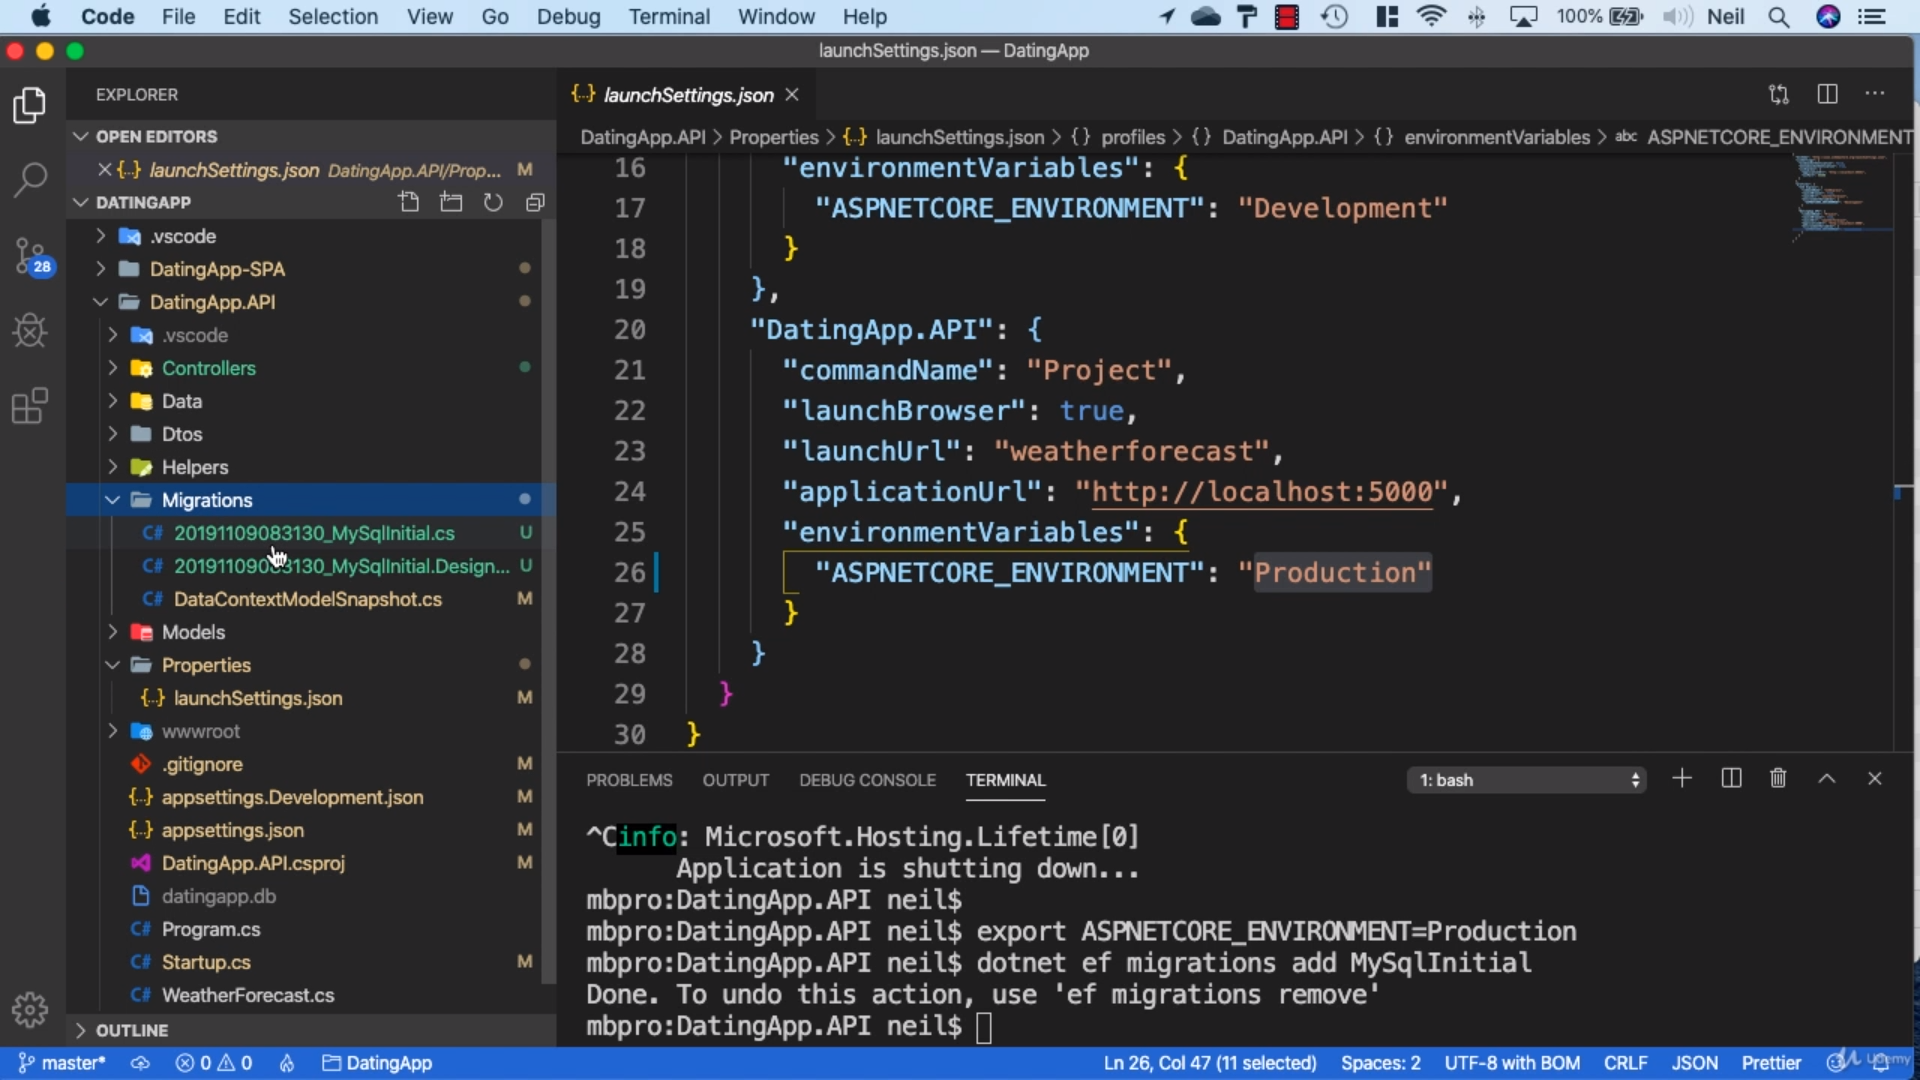 Code File Edit Selection View Go Debug Terminal Window Help 100% Neil
launchSettings.json — DatingApp
EXPLORER
OPEN EDITORS
launchSettings.json DatingApp.API/Prop... M
DATINGAPP
.vscode
DatingApp-SPA
DatingApp.API
.vscode
Controllers
Data
Dtos
Helpers
Migrations
20191109083130_MySqlInitial.cs U
20191109083130_MySqlInitial.Design... U
DataContextModelSnapshot.cs M
Models
Properties
launchSettings.json M
wwwroot
.gitignore M
appsettings.Development.json M
appsettings.json M
DatingApp.API.csproj M
datingapp.db
Program.cs
Startup.cs M
WeatherForecast.cs
OUTLINE
28
launchSettings.json
DatingApp.API > Properties > {..} launchSettings.json > {} profiles > {} DatingApp.API > {} environmentVariables > abc ASPNETCORE_ENVIRONMENT
16 "environmentVariables": {
17 "ASPNETCORE_ENVIRONMENT": "Development"
18 }
19 },
20 "DatingApp.API": {
21 "commandName": "Project",
22 "launchBrowser": true,
23 "launchUrl": "weatherforecast",
24 "applicationUrl": "http://localhost:5000",
25 "environmentVariables": {
26 "ASPNETCORE_ENVIRONMENT": "Production"
27 }
28 }
29 }
30 }
PROBLEMS OUTPUT DEBUG CONSOLE TERMINAL 1: bash
^Cinfo: Microsoft.Hosting.Lifetime[0]
Application is shutting down...
mbpro:DatingApp.API neil$
mbpro:DatingApp.API neil$ export ASPNETCORE_ENVIRONMENT=Production
mbpro:DatingApp.API neil$ dotnet ef migrations add MySqlInitial
Done. To undo this action, use 'ef migrations remove'
mbpro:DatingApp.API neil$
master* 0 0 DatingApp Ln 26, Col 47 (11 selected) Spaces: 2 UTF-8 with BOM CRLF JSON Prettier
Udemy